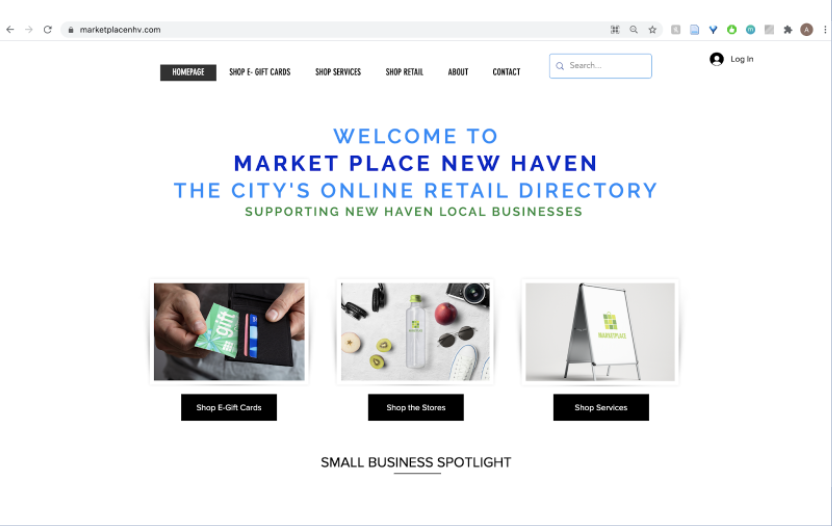 marketplacenhv.com
A
HOMEPAGE
SHOP E- GIFT CARDS
SHOP SERVICES
SHOP RETAIL
ABOUT
CONTACT
Search...
Log In
WELCOME TO
MARKET PLACE NEW HAVEN
THE CITY'S ONLINE RETAIL DIRECTORY
SUPPORTING NEW HAVEN LOCAL BUSINESSES
gift
MARKETPLACE
Shop E-Gift Cards
Shop the Stores
Shop Services
SMALL BUSINESS SPOTLIGHT